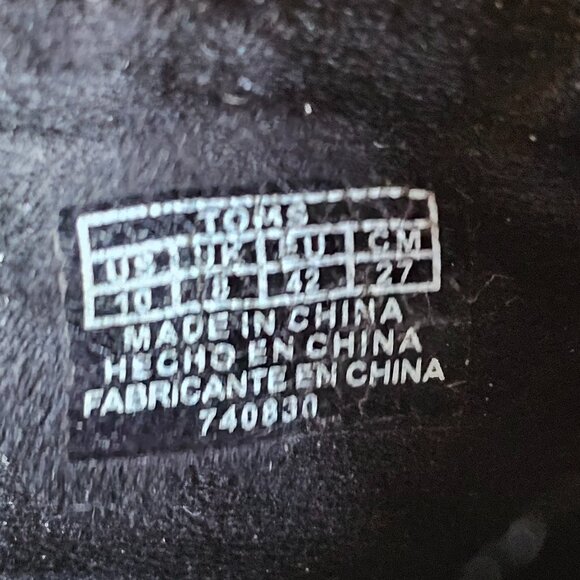 TOMS
US UK EU CM
10 8 42 27
MADE IN CHINA
HECHO EN CHINA
FABRICANTE EN CHINA
740830